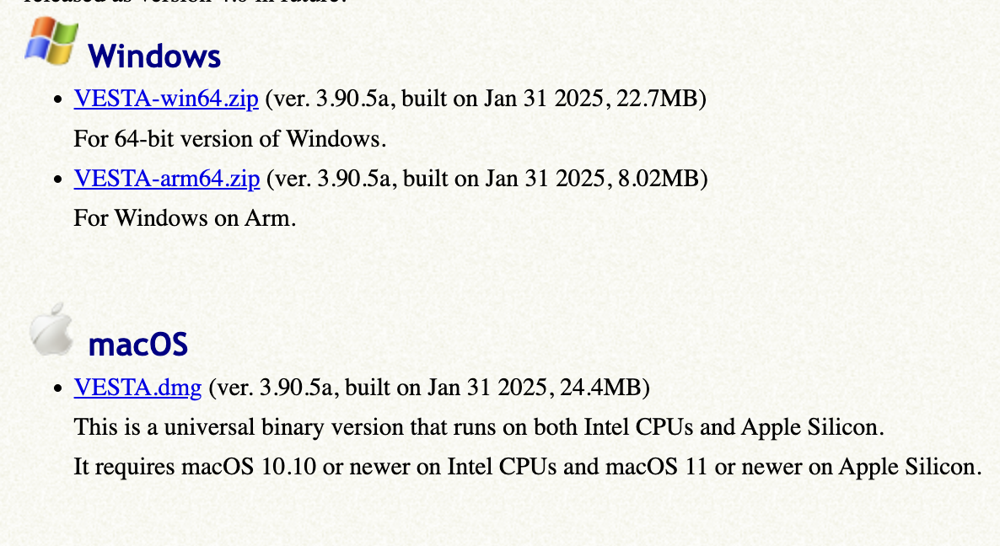 released as version 4.0 in future.
Windows
VESTA-win64.zip (ver. 3.90.5a, built on Jan 31 2025, 22.7MB)
For 64-bit version of Windows.
VESTA-arm64.zip (ver. 3.90.5a, built on Jan 31 2025, 8.02MB)
For Windows on Arm.
macOS
VESTA.dmg (ver. 3.90.5a, built on Jan 31 2025, 24.4MB)
This is a universal binary version that runs on both Intel CPUs and Apple Silicon.
It requires macOS 10.10 or newer on Intel CPUs and macOS 11 or newer on Apple Silicon.